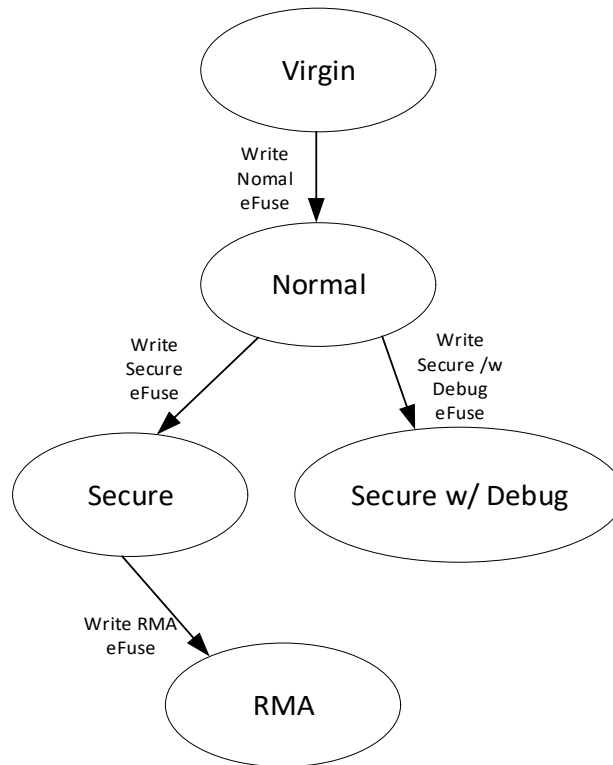 Virgin
Write
Nomal
eFuse
Normal
Write
Secure
eFuse
Write
Secure /w
Debug
eFuse
Secure
Secure w/ Debug
Write RMA
eFuse
RMA